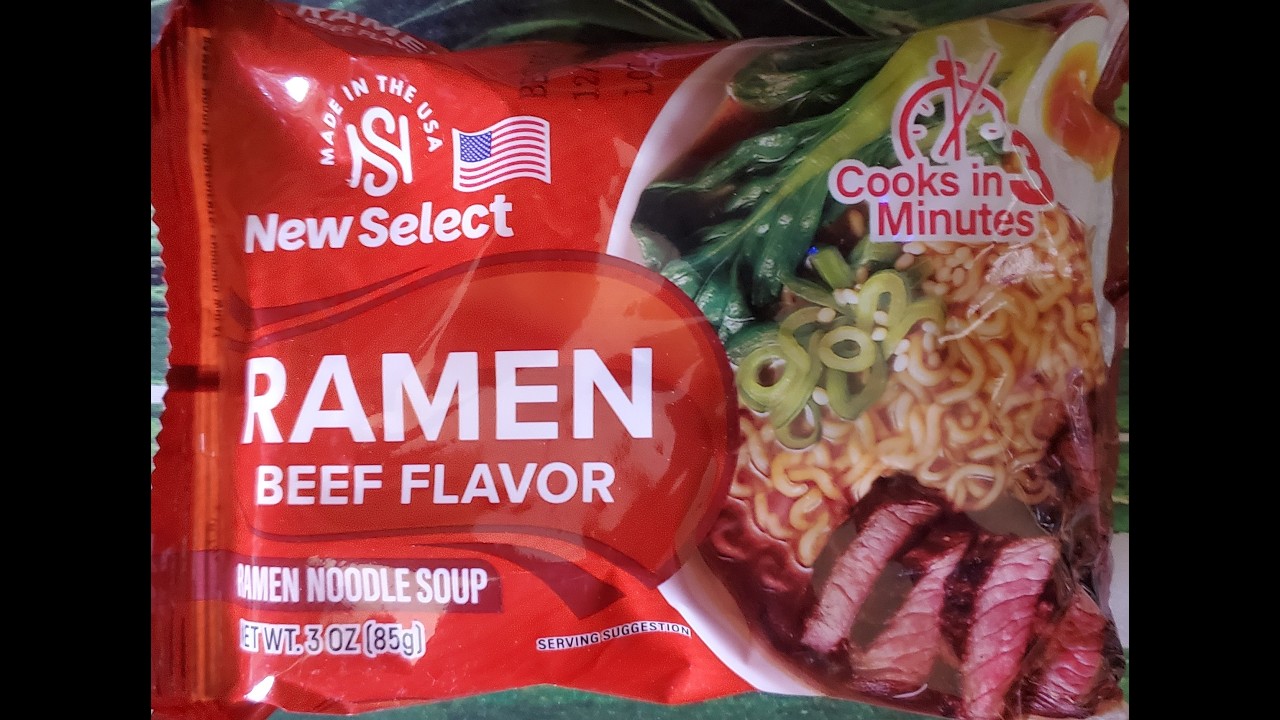 MADE IN THE USA
NS
New Select
RAMEN
BEEF FLAVOR
RAMEN NOODLE SOUP
ET WT. 3 OZ (85g)
SERVING SUGGESTION
Cooks in 3
Minutes